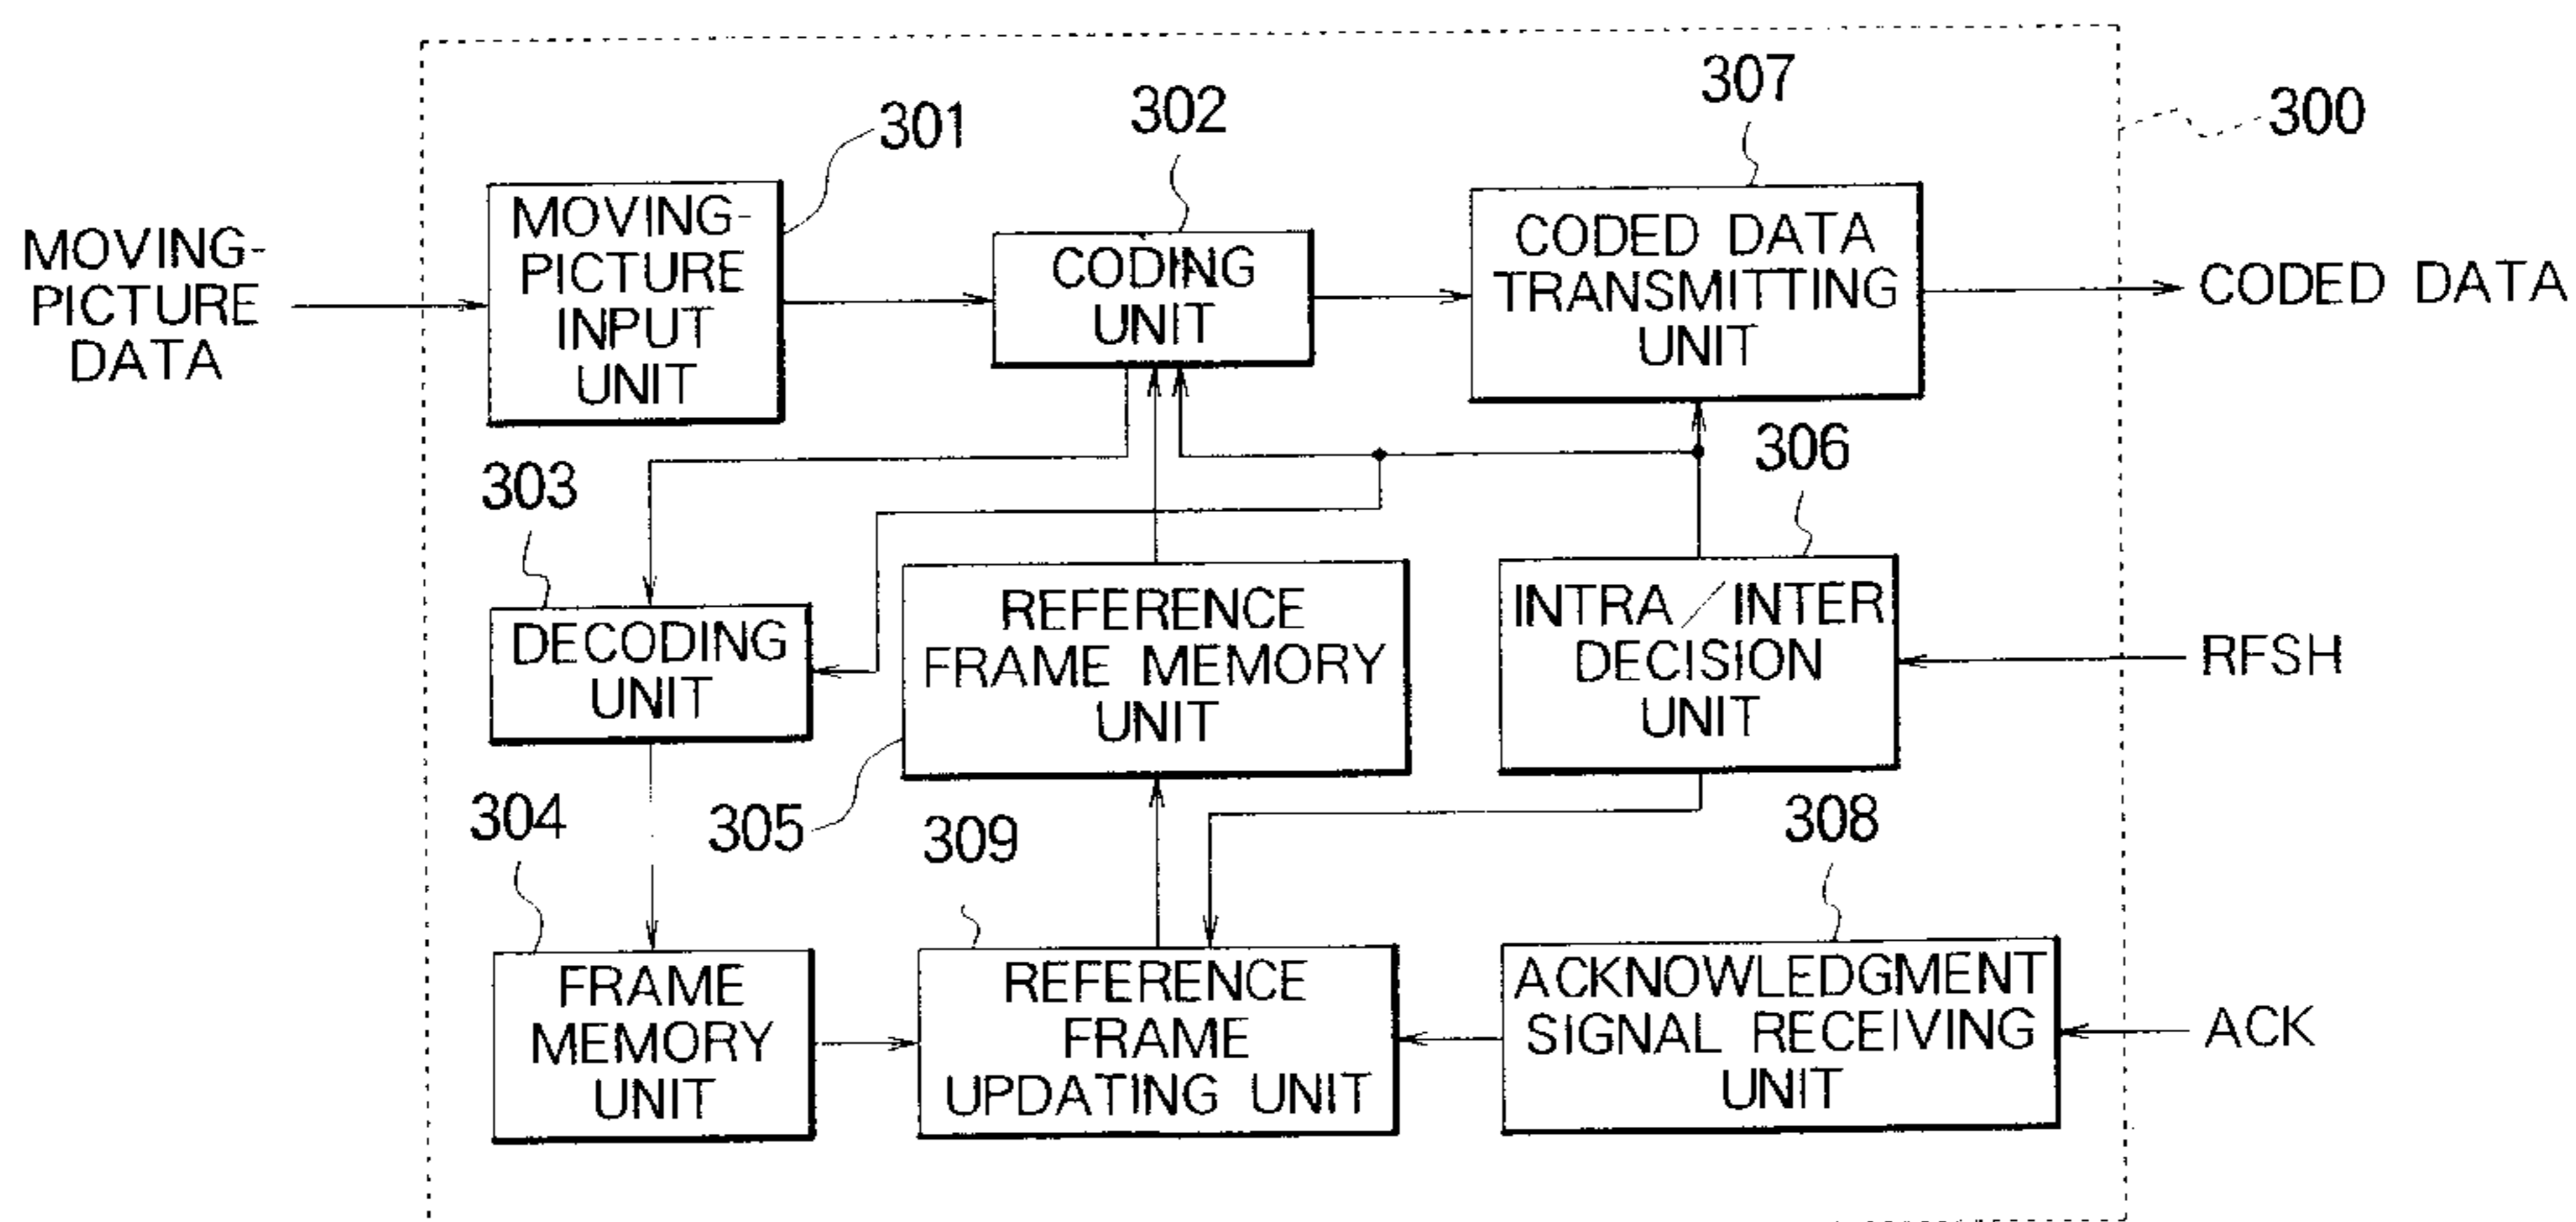 307
302
301
300
MOVING-
PICTURE
DATA
MOVING-
PICTURE
INPUT
UNIT
CODING
UNIT
CODED DATA
TRANSMITTING
UNIT
CODED DATA
303
306
DECODING
UNIT
REFERENCE
FRAME MEMORY
UNIT
INTRA/INTER
DECISION
UNIT
RFSH
304
305
309
308
FRAME
MEMORY
UNIT
REFERENCE
FRAME
UPDATING UNIT
ACKNOWLEDGMENT
SIGNAL RECEIVING
UNIT
ACK